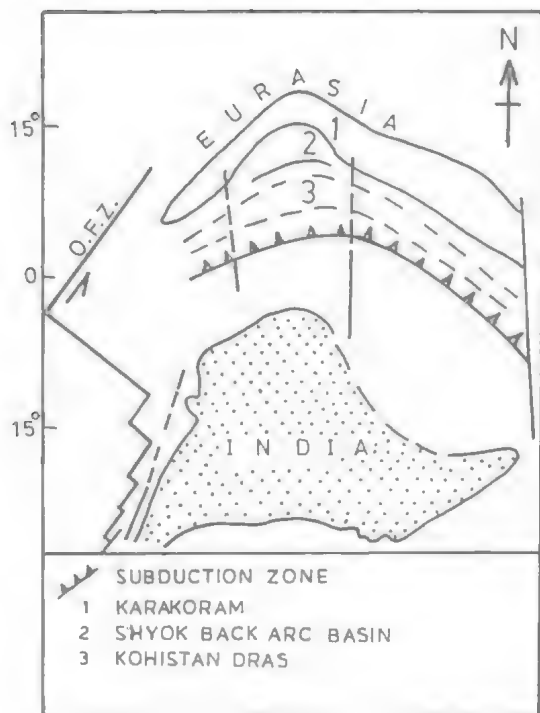 N
EURASIA
15°
1
2
3
O.F.Z.
0
15°
INDIA
SUBDUCTION ZONE
1 KARAKORAM
2 SHYOK BACK ARC BASIN
3 KOHISTAN DRAS